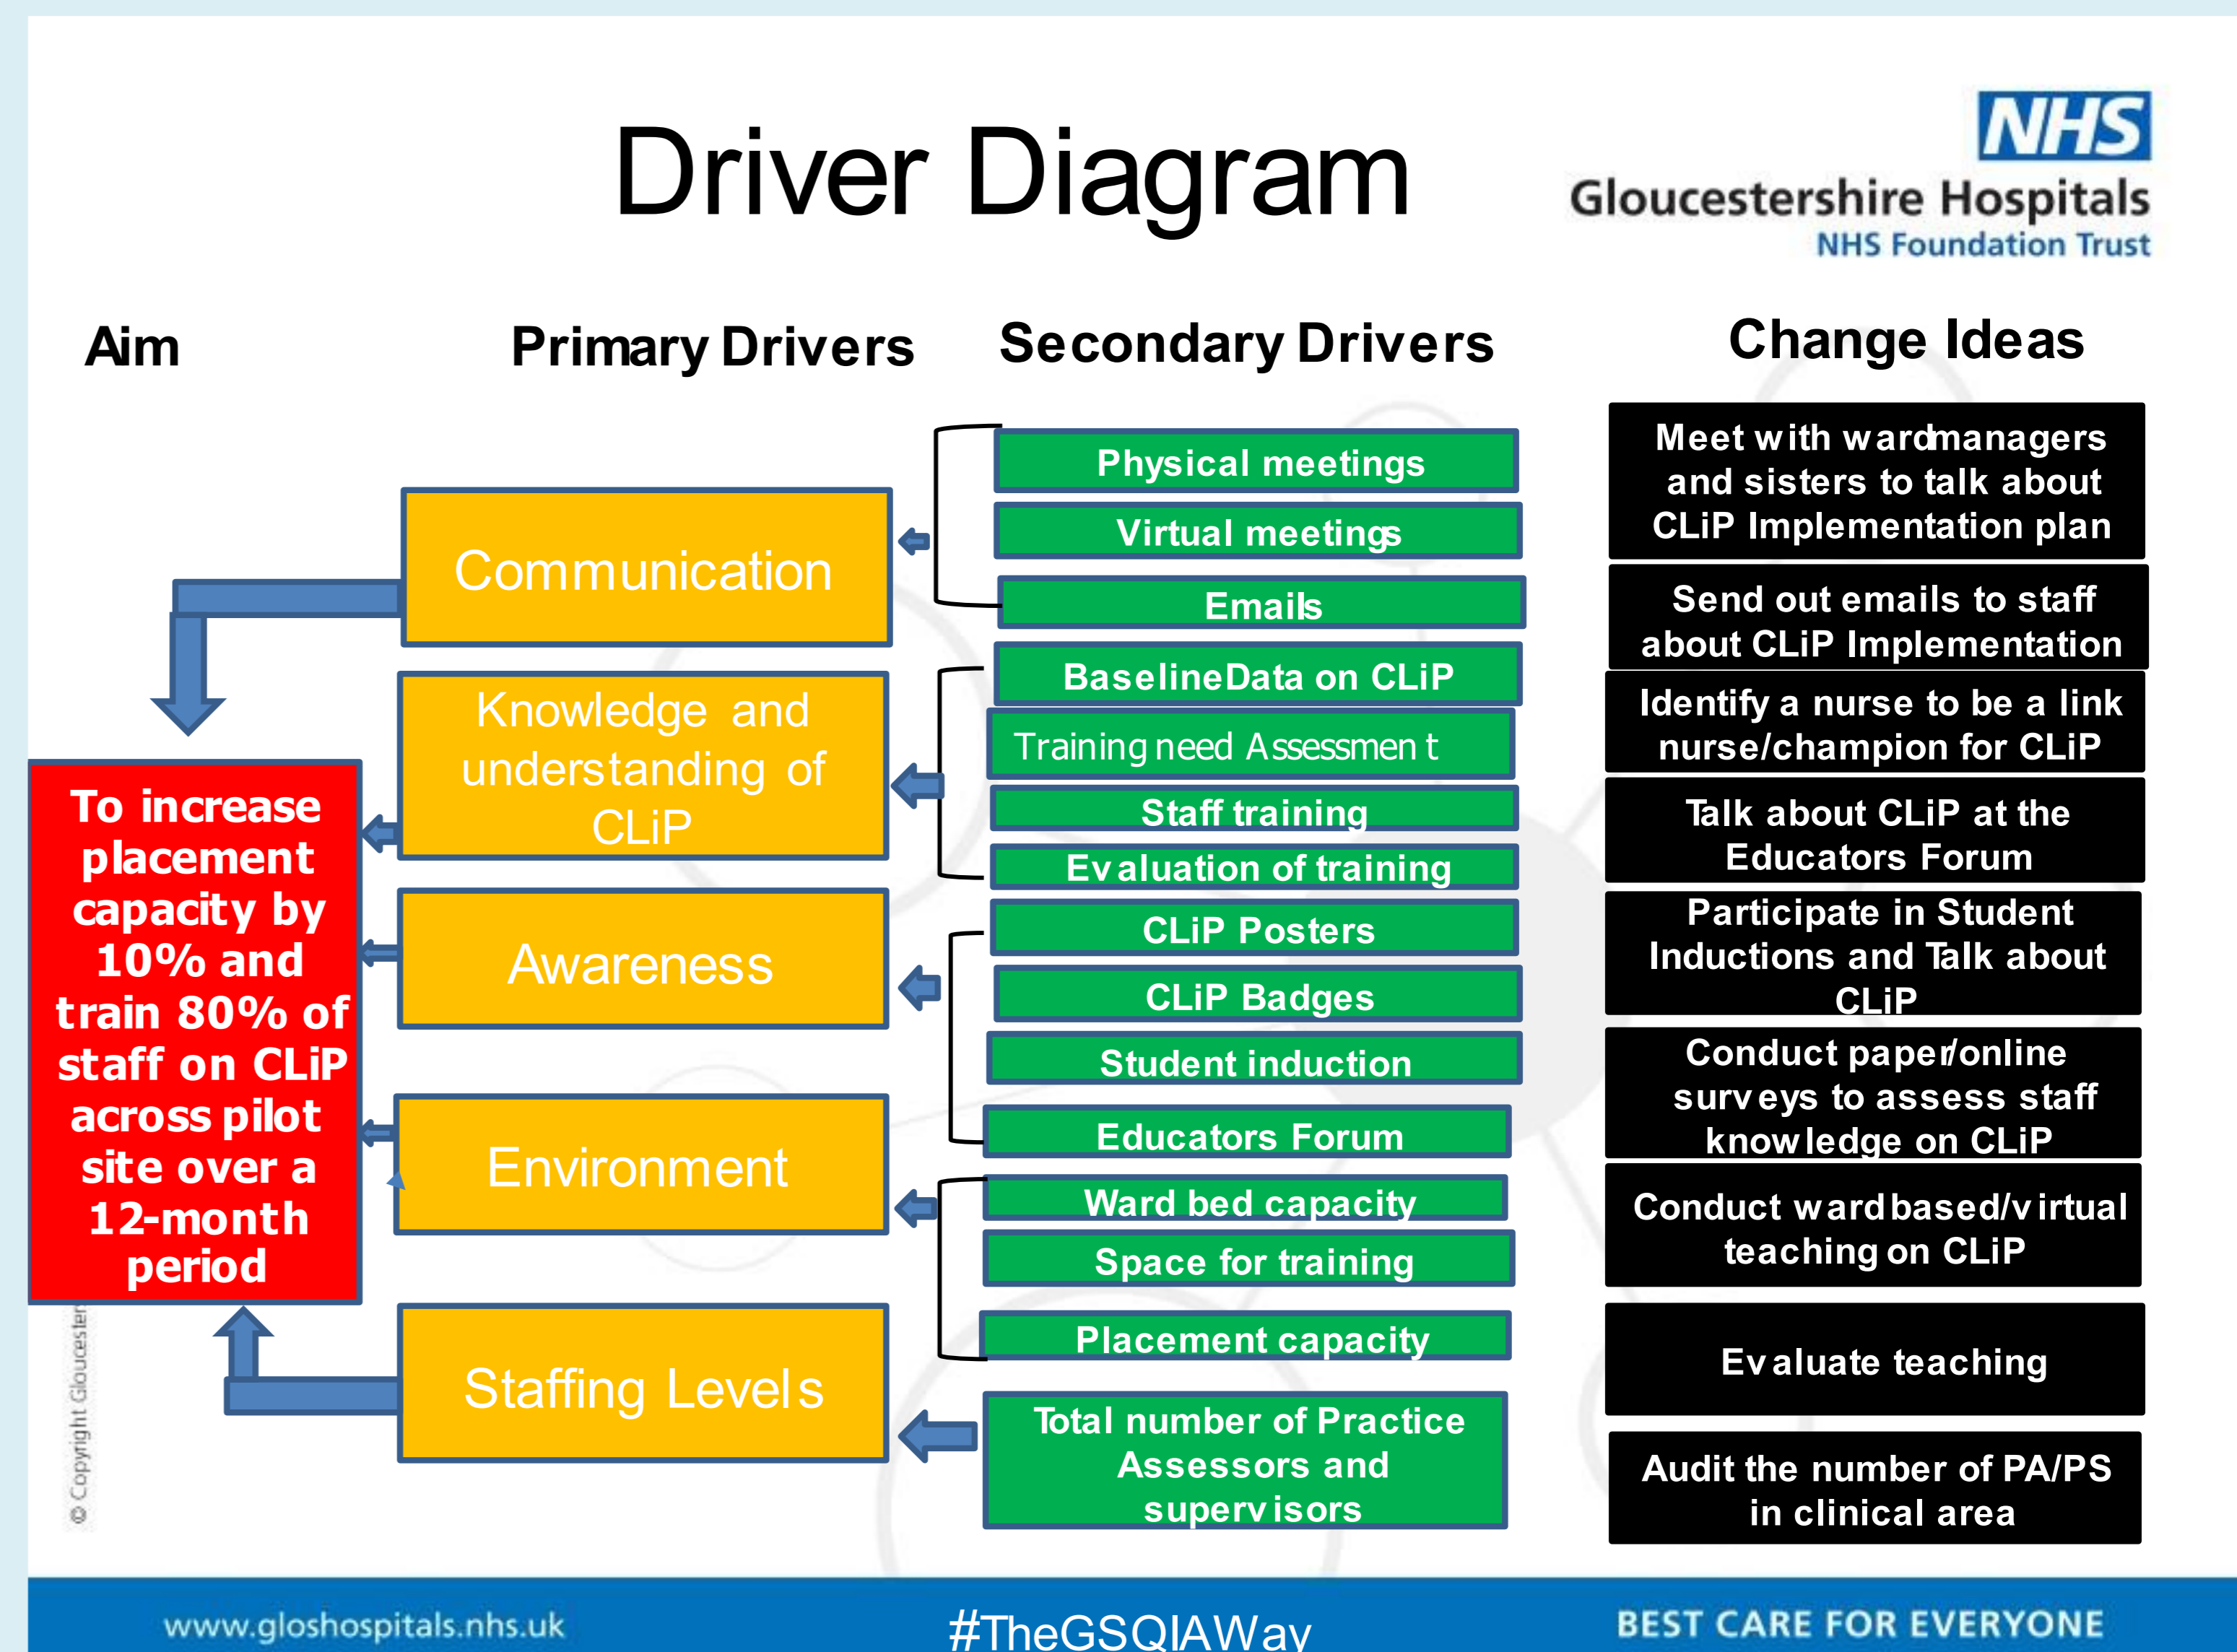 Driver Diagram
NHS
Gloucestershire Hospitals
NHS Foundation Trust
Aim
Primary Drivers
Secondary Drivers
Change Ideas
To increase
placement
capacity by
10% and
train 80% of
staff on CLiP
across pilot
site over a
12-month
period
Communication
Knowledge and
understanding of
CLiP
Awareness
Environment
Staffing Levels
Physical meetings
Virtual meetings
Emails
Baseline Data on CLiP
Training need Assessment
Staff training
Evaluation of training
CLiP Posters
CLiP Badges
Student induction
Educators Forum
Ward bed capacity
Space for training
Placement capacity
Total number of Practice
Assessors and
supervisors
Meet with ward managers
and sisters to talk about
CLiP Implementation plan
Send out emails to staff
about CLiP Implementation
Identify a nurse to be a link
nurse/champion for CLiP
Talk about CLiP at the
Educators Forum
Participate in Student
Inductions and Talk about
CLiP
Conduct paper/online
surveys to assess staff
knowledge on CLiP
Conduct ward based/virtual
teaching on CLiP
Evaluate teaching
Audit the number of PA/PS
in clinical area
© Copyright Gloucester
www.gloshospitals.nhs.uk
#TheGSQIAWay
BEST CARE FOR EVERYONE